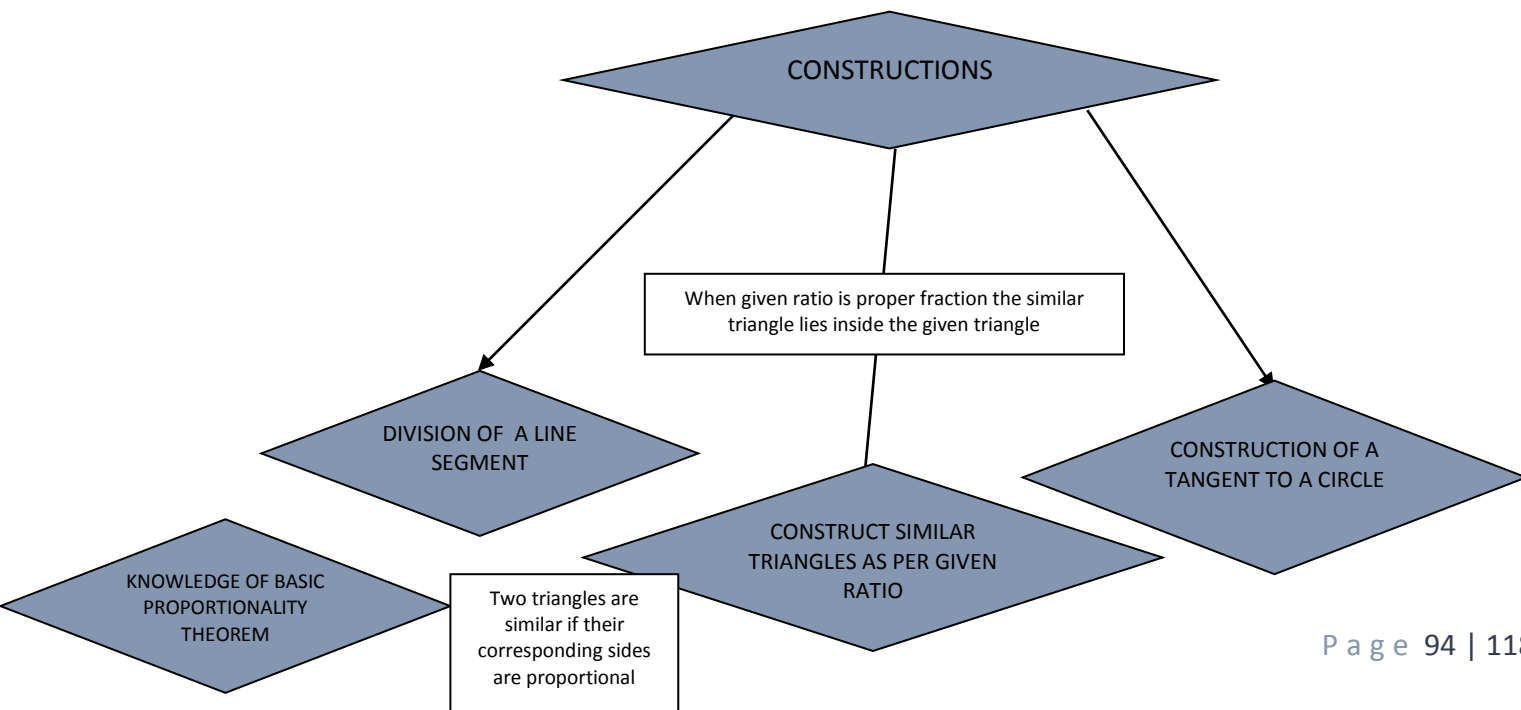 CONSTRUCTIONS
When given ratio is proper fraction the similar
triangle lies inside the given triangle
DIVISION OF A LINE
SEGMENT
CONSTRUCTION OF A
TANGENT TO A CIRCLE
CONSTRUCT SIMILAR
TRIANGLES AS PER GIVEN
RATIO
KNOWLEDGE OF BASIC
PROPORTIONALITY
THEOREM
Two triangles are
similar if their
corresponding sides
are proportional
Page 94 | 118